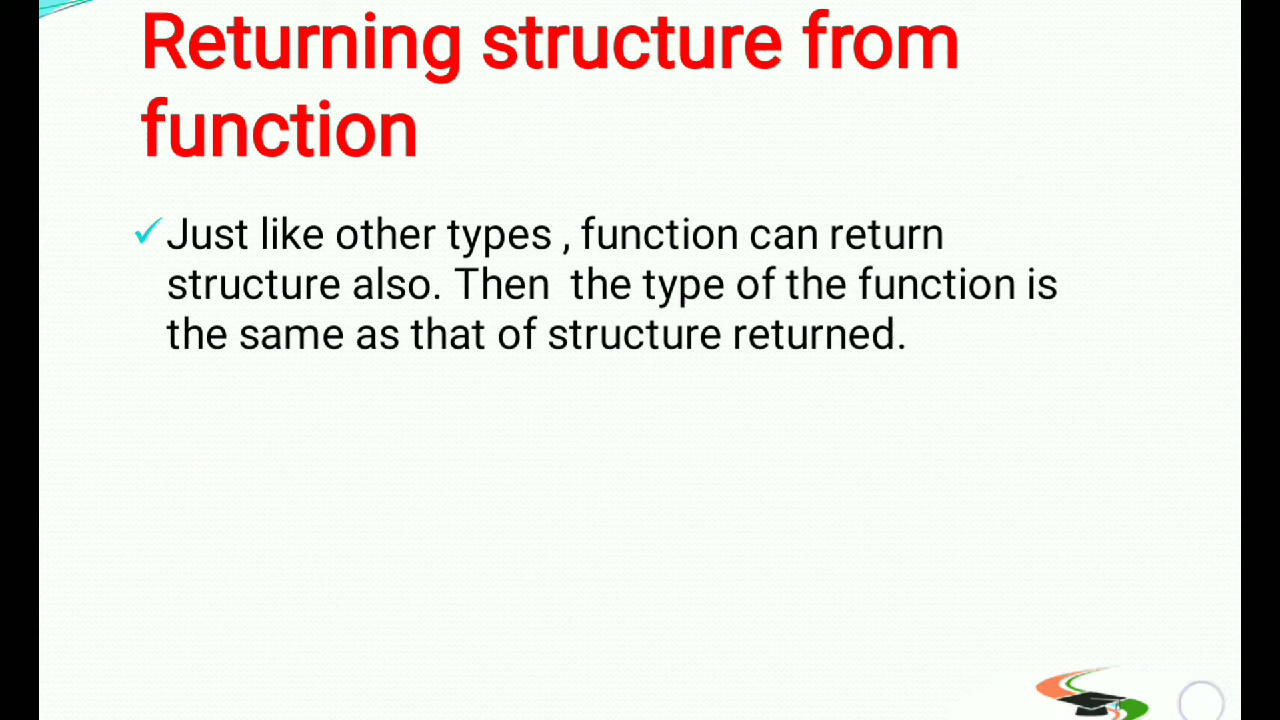 Returning structure from
function
Just like other types , function can return
structure also. Then the type of the function is
the same as that of structure returned.